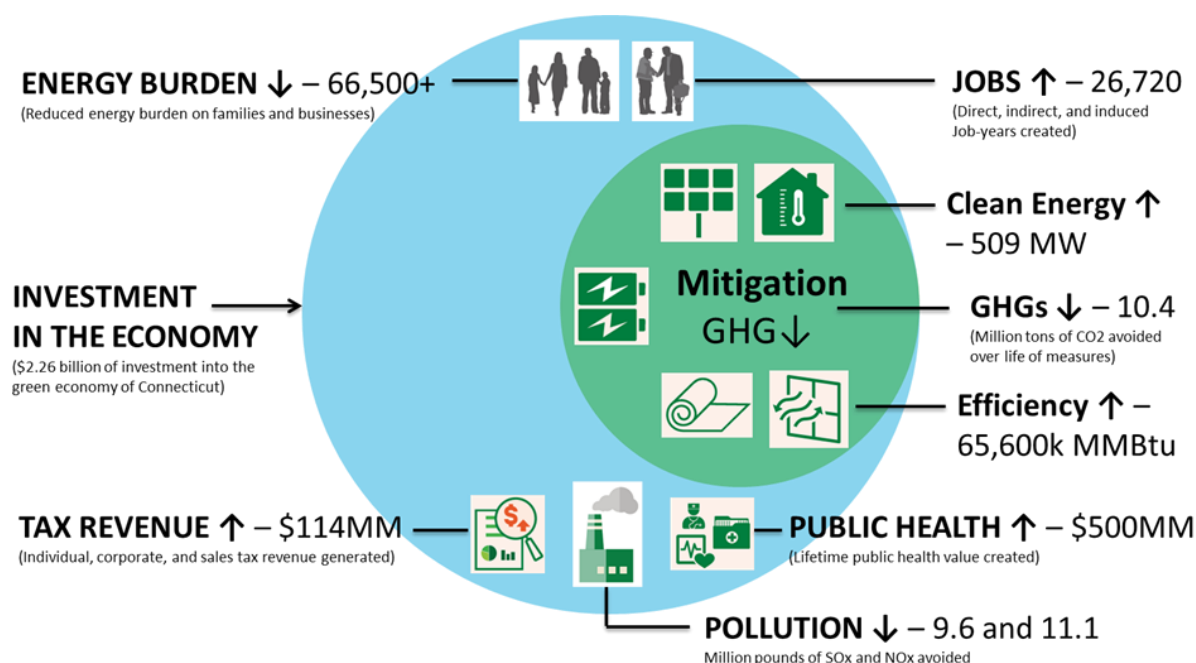 ENERGY BURDEN ↓ – 66,500+
(Reduced energy burden on families and businesses)
JOBS ↑ – 26,720
(Direct, indirect, and induced
Job-years created)
Clean Energy ↑
– 509 MW
INVESTMENT
IN THE ECONOMY
($2.26 billion of investment into the
green economy of Connecticut)
Mitigation
GHG↓
GHGs ↓ – 10.4
(Million tons of CO2 avoided
over life of measures)
Efficiency ↑ –
65,600k MMBtu
TAX REVENUE ↑ – $114MM
(Individual, corporate, and sales tax revenue generated)
$
PUBLIC HEALTH ↑ – $500MM
(Lifetime public health value created)
POLLUTION ↓ – 9.6 and 11.1
Million pounds of SOx and NOx avoided